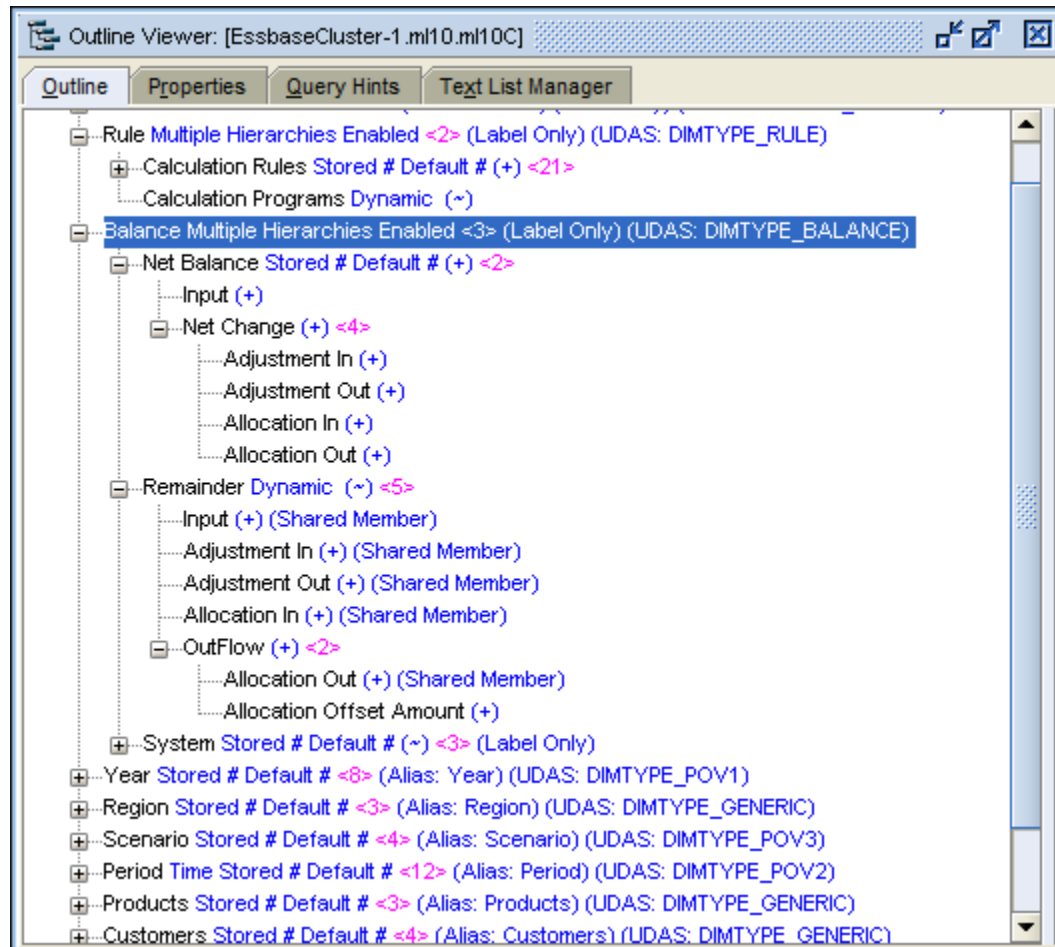 Outline Viewer: [EssbaseCluster-1.ml10.ml10C]
Outline Properties Query Hints Text List Manager
Rule Multiple Hierarchies Enabled <2> (Label Only) (UDAS: DIMTYPE_RULE)
Calculation Rules Stored # Default # (+) <21>
Calculation Programs Dynamic (~)
Balance Multiple Hierarchies Enabled <3> (Label Only) (UDAS: DIMTYPE_BALANCE)
Net Balance Stored # Default # (+) <2>
Input (+)
Net Change (+) <4>
Adjustment In (+)
Adjustment Out (+)
Allocation In (+)
Allocation Out (+)
Remainder Dynamic (~) <5>
Input (+) (Shared Member)
Adjustment In (+) (Shared Member)
Adjustment Out (+) (Shared Member)
Allocation In (+) (Shared Member)
OutFlow (+) <2>
Allocation Out (+) (Shared Member)
Allocation Offset Amount (+)
System Stored # Default # (~) <3> (Label Only)
Year Stored # Default # <8> (Alias: Year) (UDAS: DIMTYPE_POV1)
Region Stored # Default # <3> (Alias: Region) (UDAS: DIMTYPE_GENERIC)
Scenario Stored # Default # <4> (Alias: Scenario) (UDAS: DIMTYPE_POV3)
Period Time Stored # Default # <12> (Alias: Period) (UDAS: DIMTYPE_POV2)
Products Stored # Default # <3> (Alias: Products) (UDAS: DIMTYPE_GENERIC)
Customers Stored # Default # <4> (Alias: Customers) (UDAS: DIMTYPE_GENERIC)